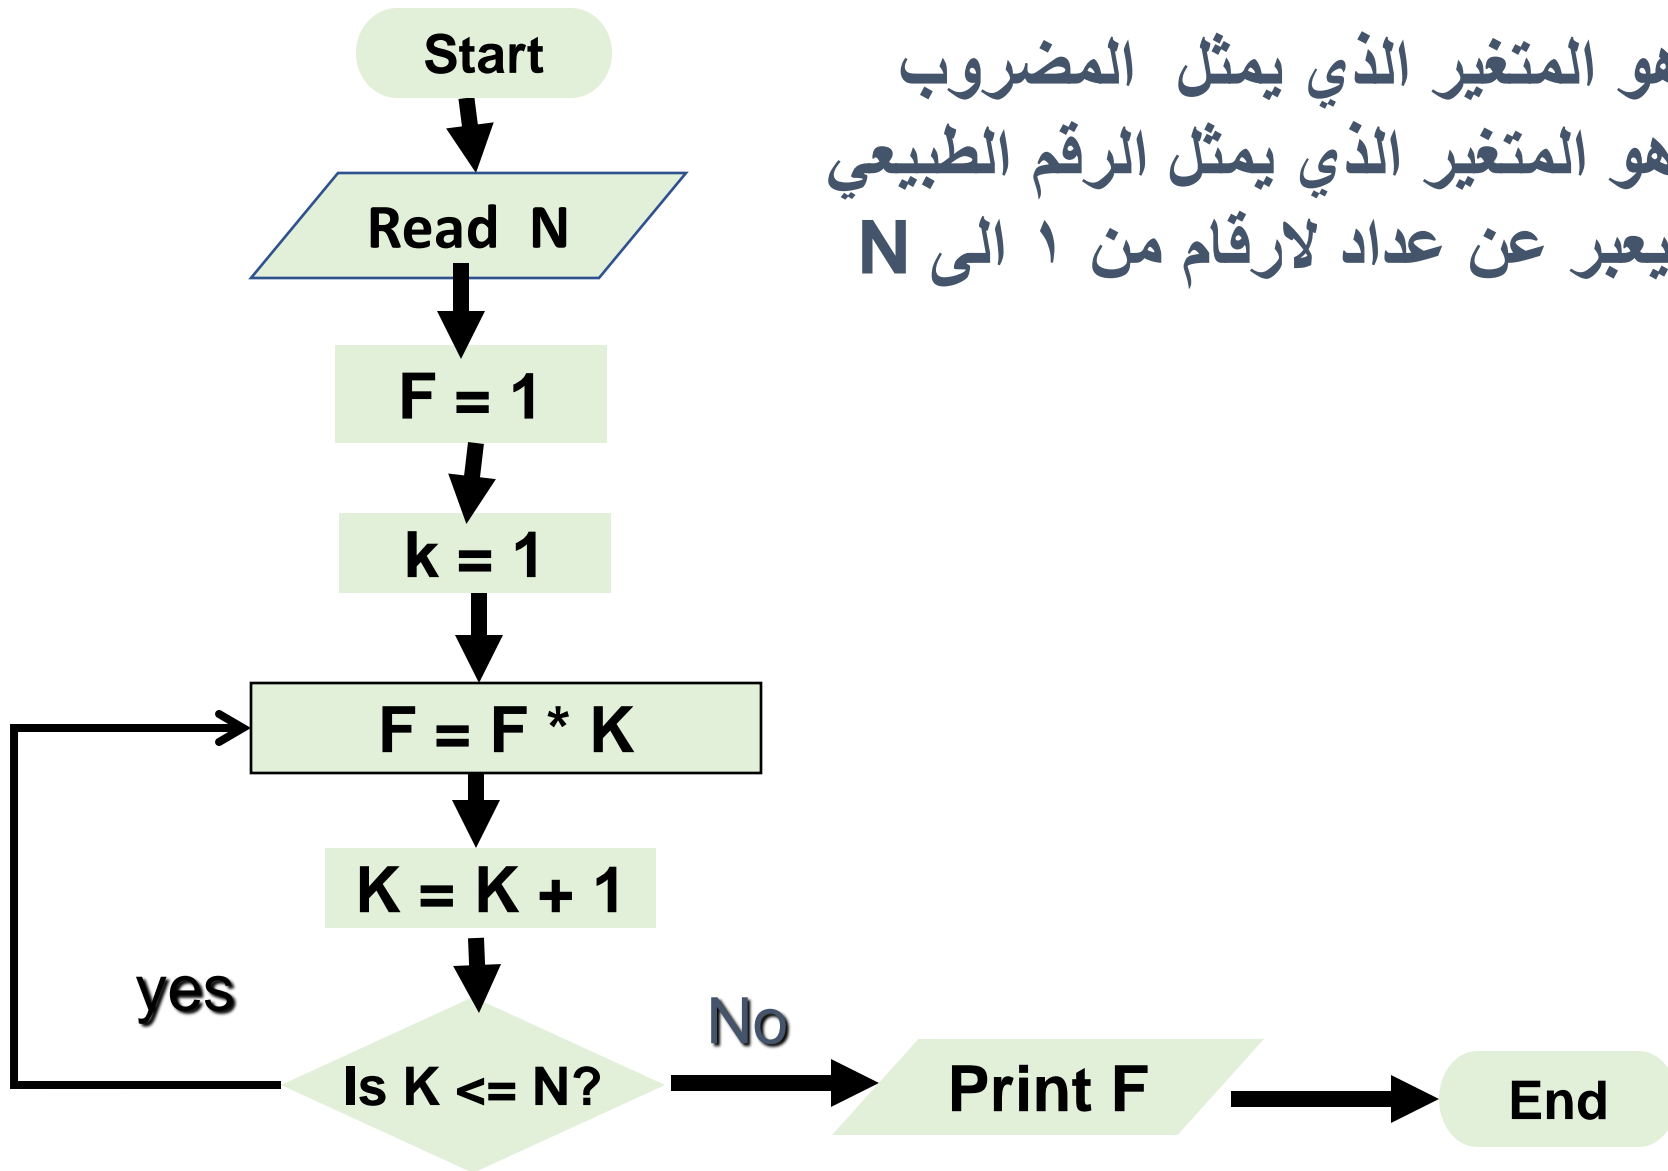 Start
هو المتغير الذي يمثل المضروب
هو المتغير الذي يمثل الرقم الطبيعي
يعبر عن عداد لارقام من ١ الى N
Read N
F = 1
k = 1
F = F * K
K = K + 1
yes
No
Is K <= N?
Print F
End